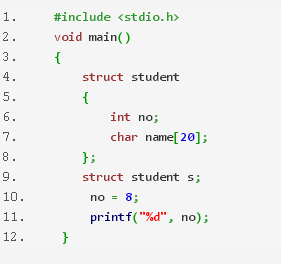 1. #include <stdio.h>
2. void main()
3. {
4. struct student
5. {
6. int no;
7. char name[20];
8. };
9. struct student s;
10. no = 8;
11. printf("%d", no);
12. }